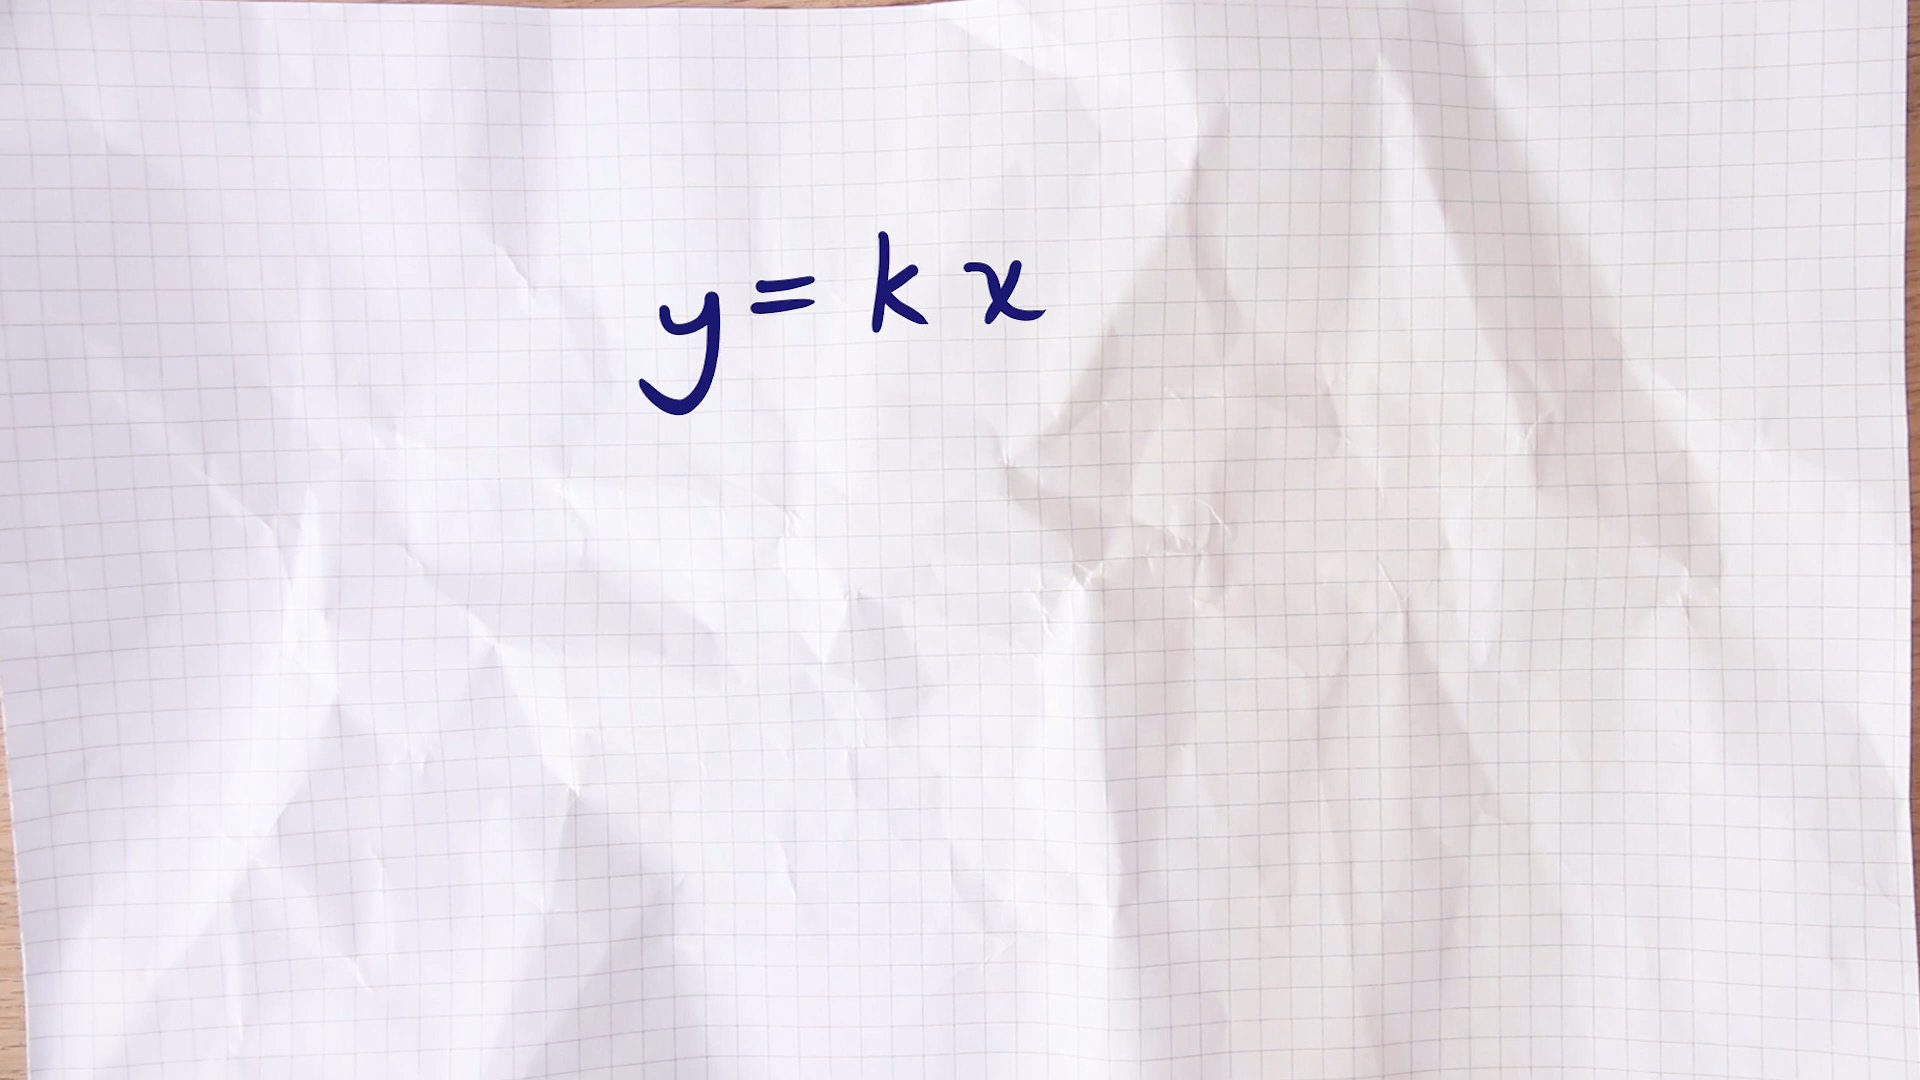 y = k x